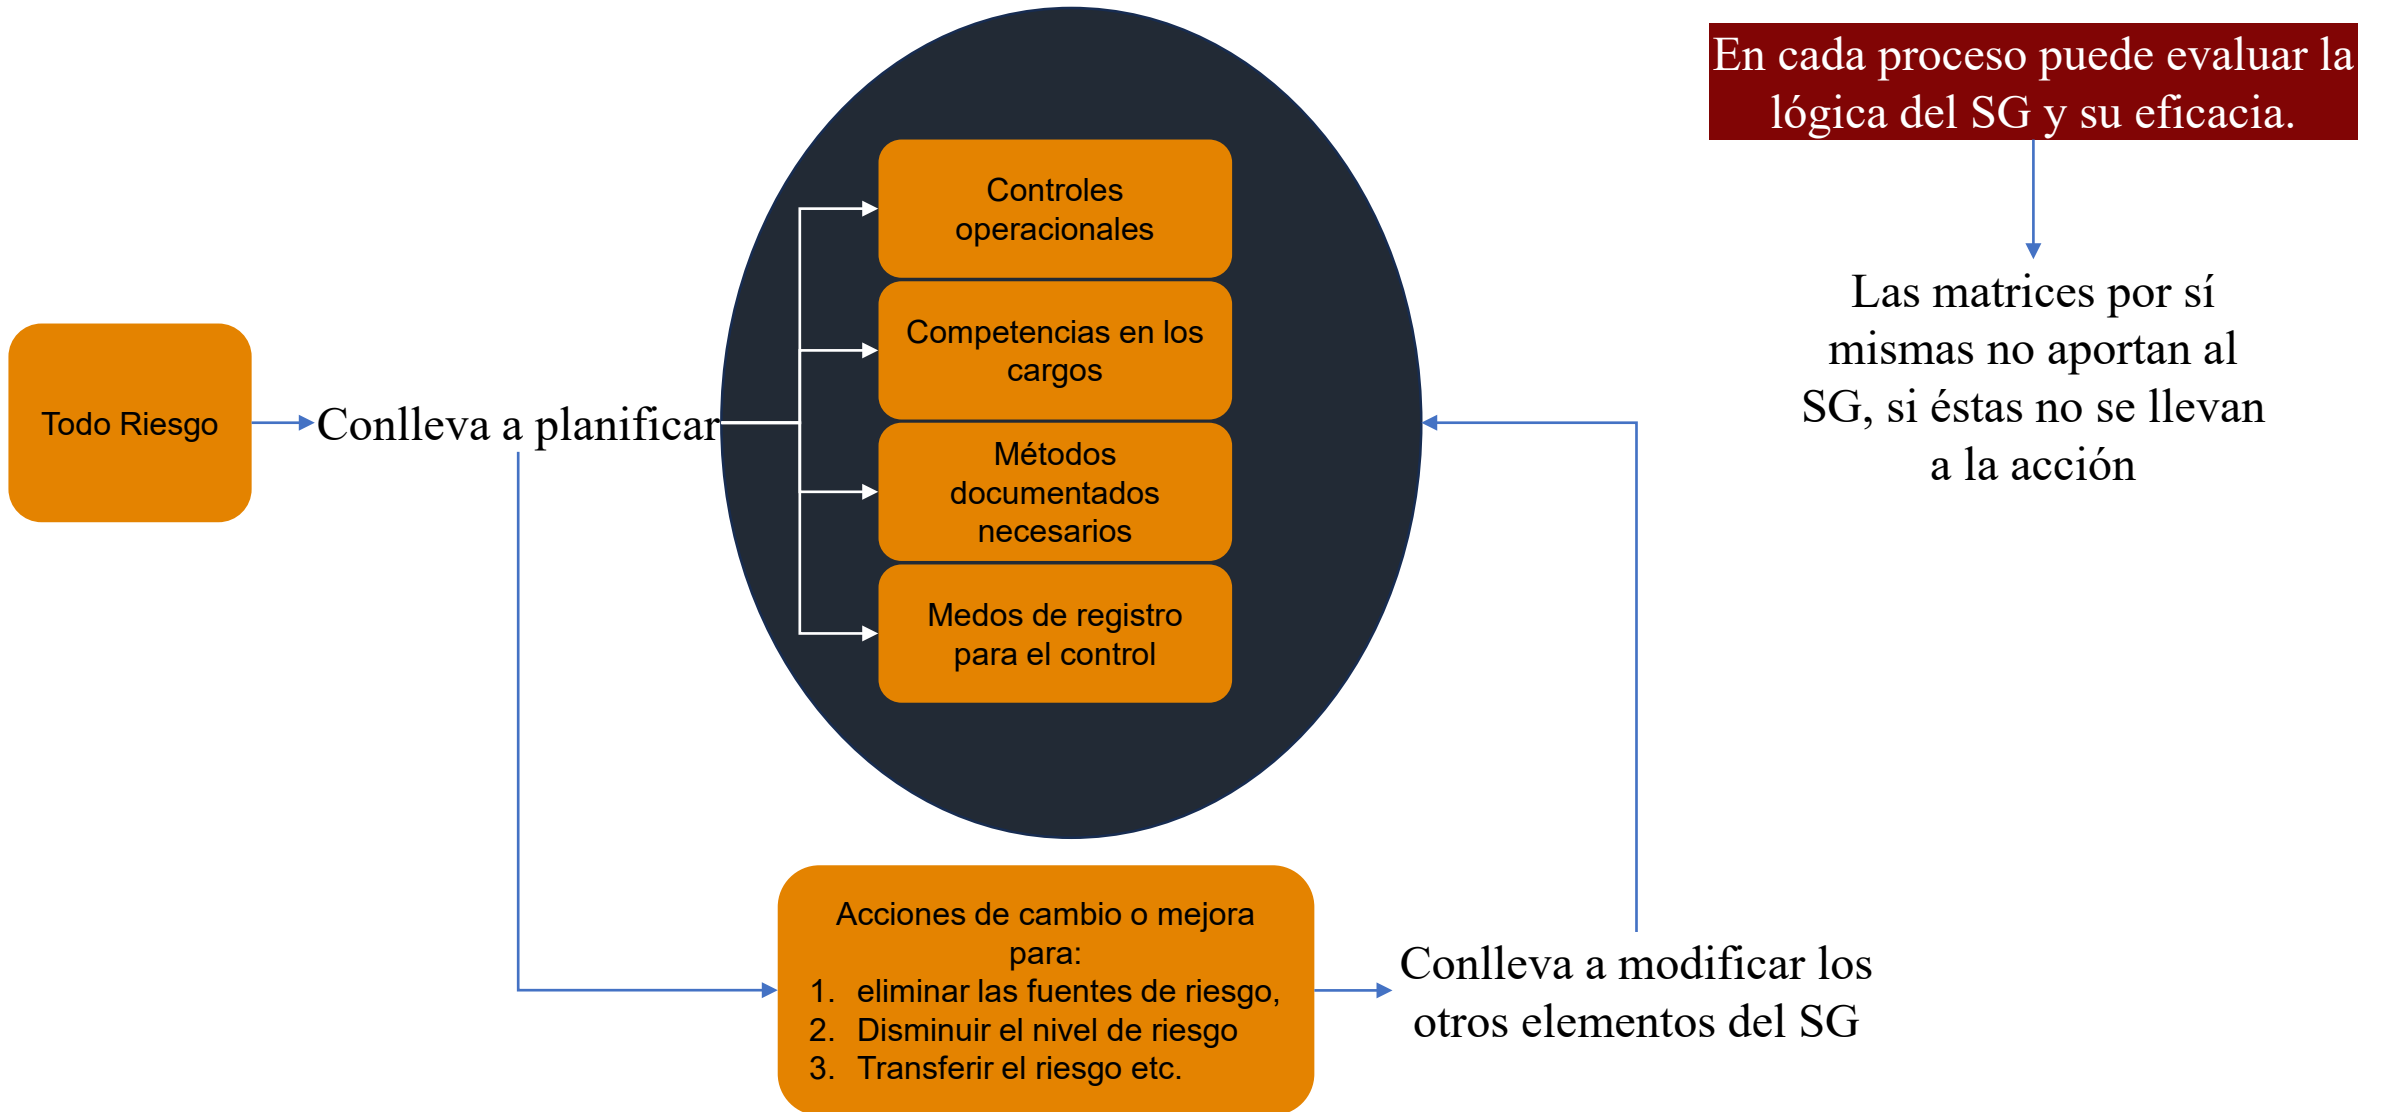 En cada proceso puede evaluar la
lógica del SG y su eficacia.
Controles
operacionales
Competencias en los
cargos
Las matrices por sí
mismas no aportan al
SG, si éstas no se llevan
a la acción
Todo Riesgo
Conlleva a planificar
Métodos
documentados
necesarios
Medos de registro
para el control
Acciones de cambio o mejora
para:
1. eliminar las fuentes de riesgo,
2. Disminuir el nivel de riesgo
3. Transferir el riesgo etc.
Conlleva a modificar los
otros elementos del SG